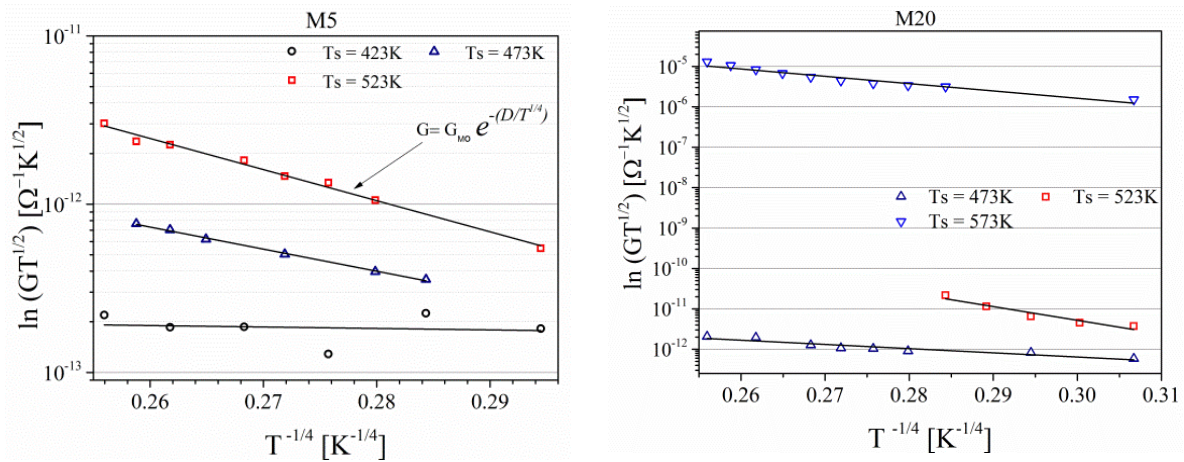 M5
Ts = 423K
Ts = 473K
Ts = 523K
G= G_MO e^-(D/T^1/4)
10^-11
10^-12
10^-13
ln (GT^1/2) [Ω^-1K^1/2]
0.26 0.27 0.28 0.29
T^-1/4 [K^-1/4]
M20
10^-5
10^-6
10^-7
10^-8
10^-9
10^-10
10^-11
10^-12
Ts = 473K
Ts = 523K
Ts = 573K
ln (GT^1/2) [Ω^-1K^1/2]
0.26 0.27 0.28 0.29 0.30 0.31
T^-1/4 [K^-1/4]